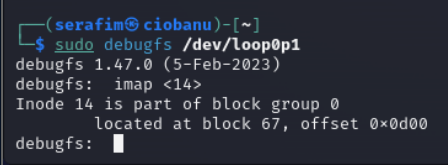 ┌──(serafim㉿ciobanu)-[~]
└─$ sudo debugfs /dev/loop0p1
debugfs 1.47.0 (5-Feb-2023)
debugfs:  imap <14>
Inode 14 is part of block group 0
        located at block 67, offset 0x0d00
debugfs: